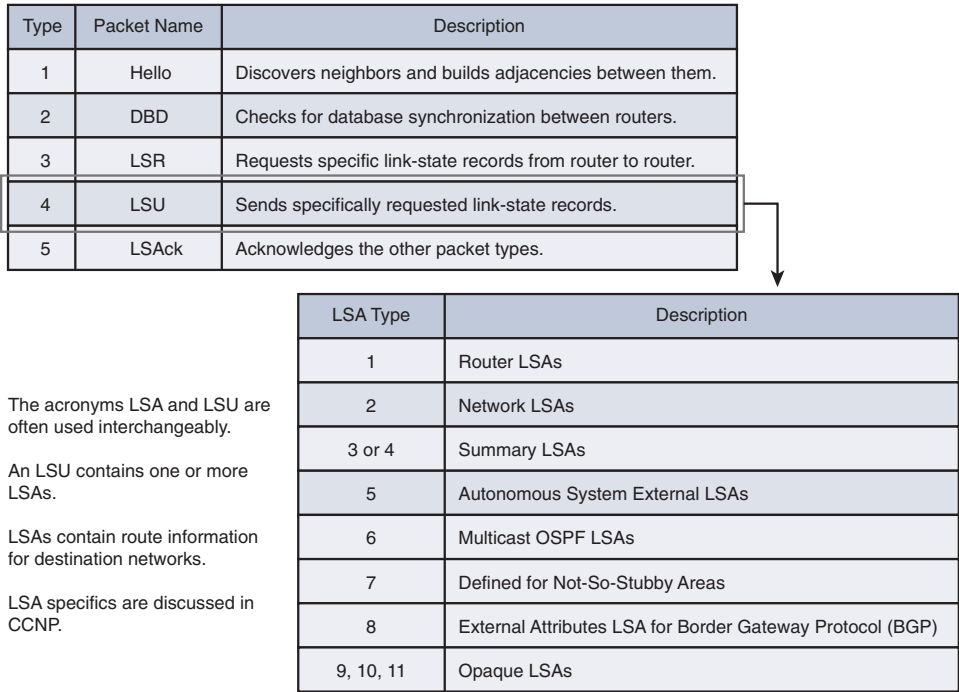 Type Packet Name Description
1 Hello Discovers neighbors and builds adjacencies between them.
2 DBD Checks for database synchronization between routers.
3 LSR Requests specific link-state records from router to router.
4 LSU Sends specifically requested link-state records.
5 LSAck Acknowledges the other packet types.
The acronyms LSA and LSU are
often used interchangeably.
An LSU contains one or more
LSAs.
LSAs contain route information
for destination networks.
LSA specifics are discussed in
CCNP.
LSA Type Description
1 Router LSAs
2 Network LSAs
3 or 4 Summary LSAs
5 Autonomous System External LSAs
6 Multicast OSPF LSAs
7 Defined for Not-So-Stubby Areas
8 External Attributes LSA for Border Gateway Protocol (BGP)
9, 10, 11 Opaque LSAs